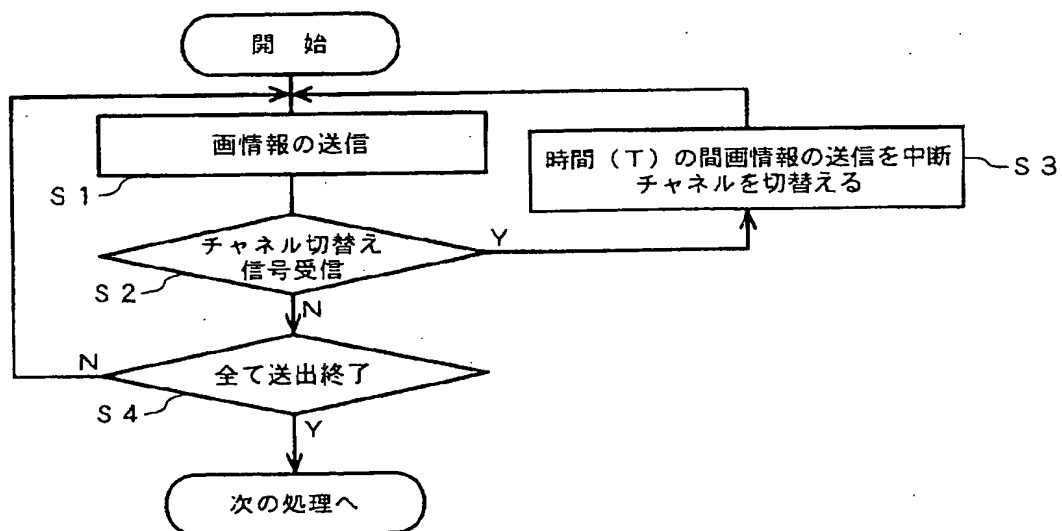 開 始
画情報の送信
S1
時間(T)の間画情報の送信を中断
チャネルを切替える
S3
チャネル切替え
信号受信
Y
S2
N
全て送出終了
N
S4
Y
次の処理へ